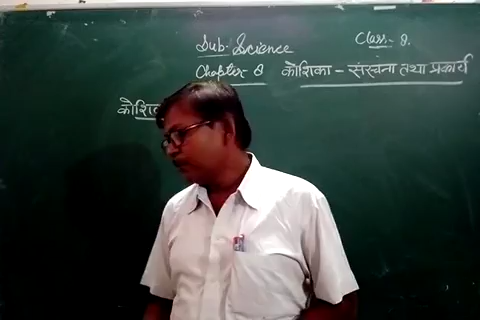 Sub:- Science
Class:- 8.
Chapter- 8 कोशिका - संरचना तथा प्रकार्य